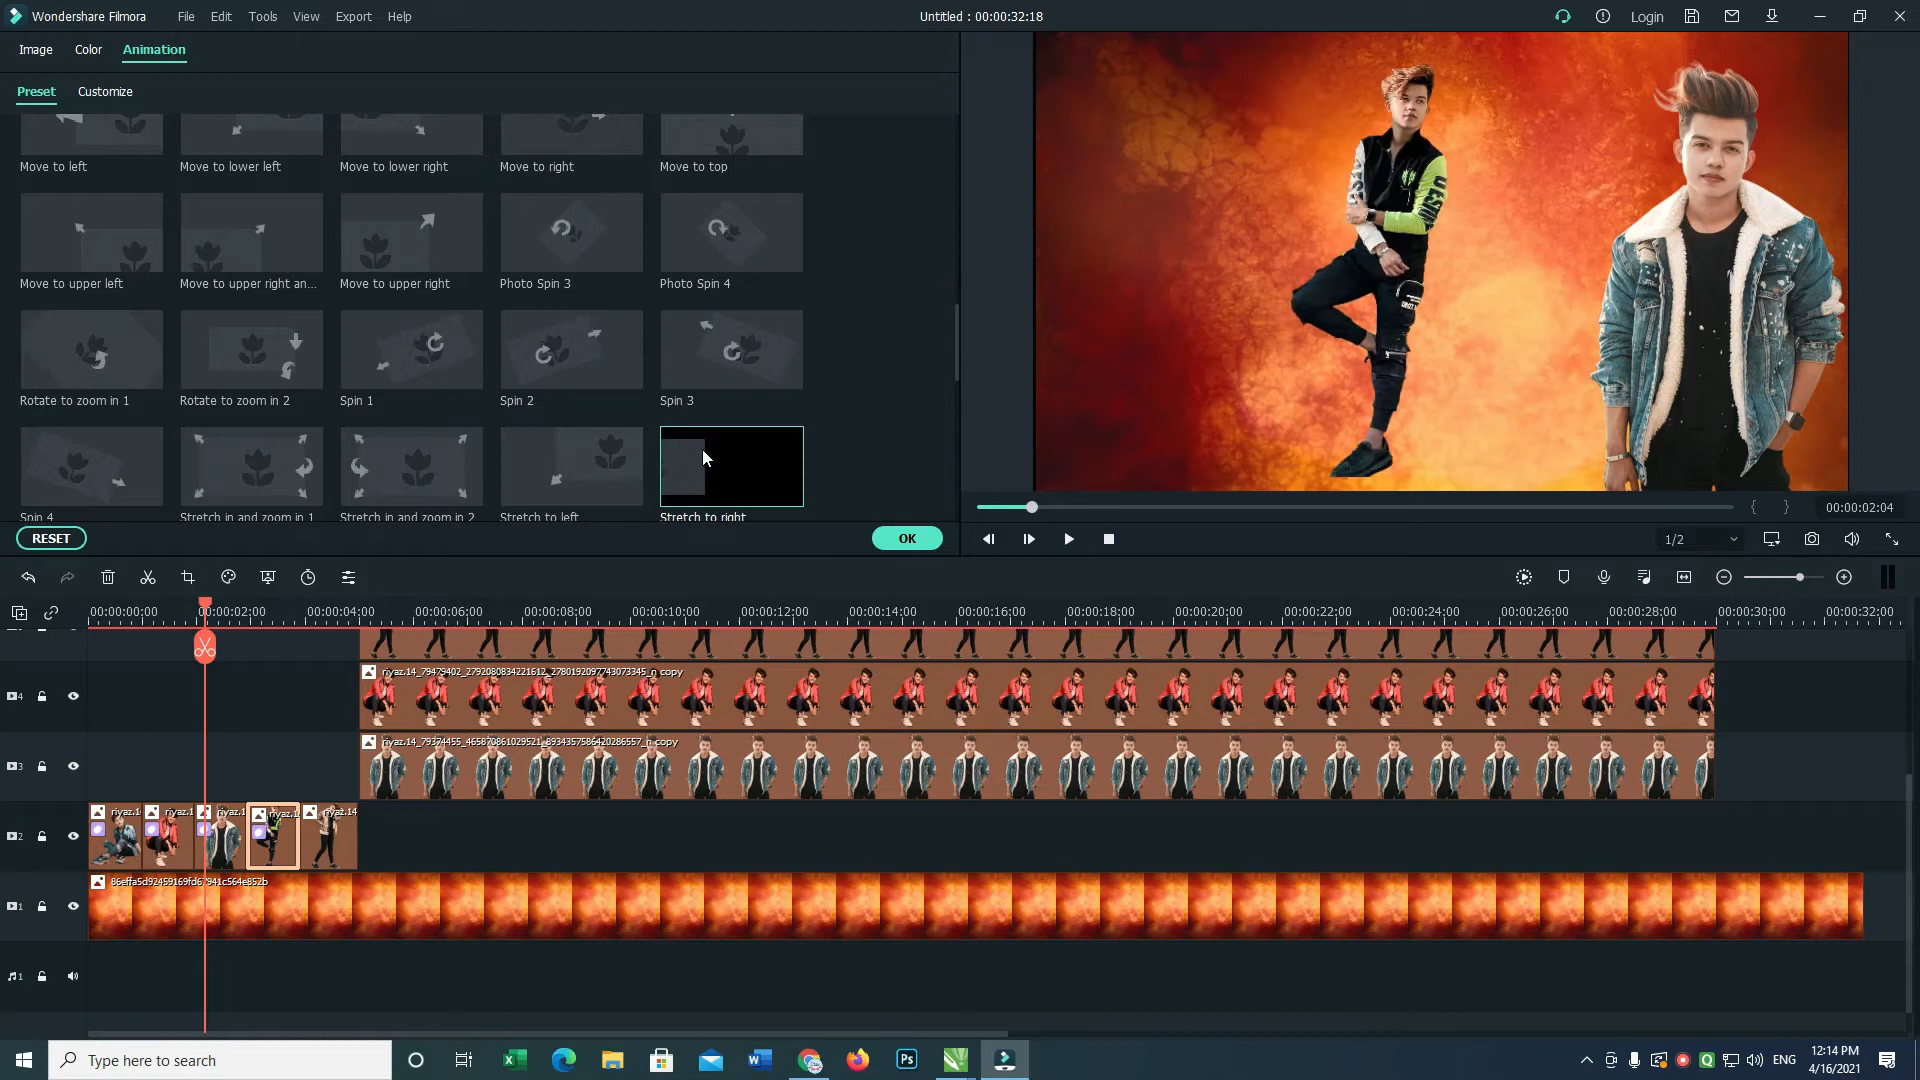 Wondershare Filmora File Edit Tools View Export Help Untitled : 00:00:32:18 Login
Image Color Animation
Preset Customize
Move to left Move to lower left Move to lower right Move to right Move to top
Move to upper left Move to upper right an... Move to upper right Photo Spin 3 Photo Spin 4
Rotate to zoom in 1 Rotate to zoom in 2 Spin 1 Spin 2 Spin 3
Spin 4 Stretch in and zoom in 1 Stretch in and zoom in 2 Stretch to left Stretch to right
{ } 00:00:02:04
RESET OK 1/2
00:00:00:00 00:00:02:00 00:00:04:00 00:00:06:00 00:00:08:00 00:00:10:00 00:00:12:00 00:00:14:00 00:00:16:00 00:00:18:00 00:00:20:00 00:00:22:00 00:00:24:00 00:00:26:00 00:00:28:00 00:00:30:00 00:00:32:00
riyaz.14_79479402_2792080834221612_2780192097743073345_n copy
4
riyaz.14_79374455_465870861029521_8934357586420286557_n copy
3
riyaz.1 riyaz.1 riyaz.1 riyaz.1 riyaz.14
2
1
1
Type here to search ENG 12:14 PM
4/16/2021